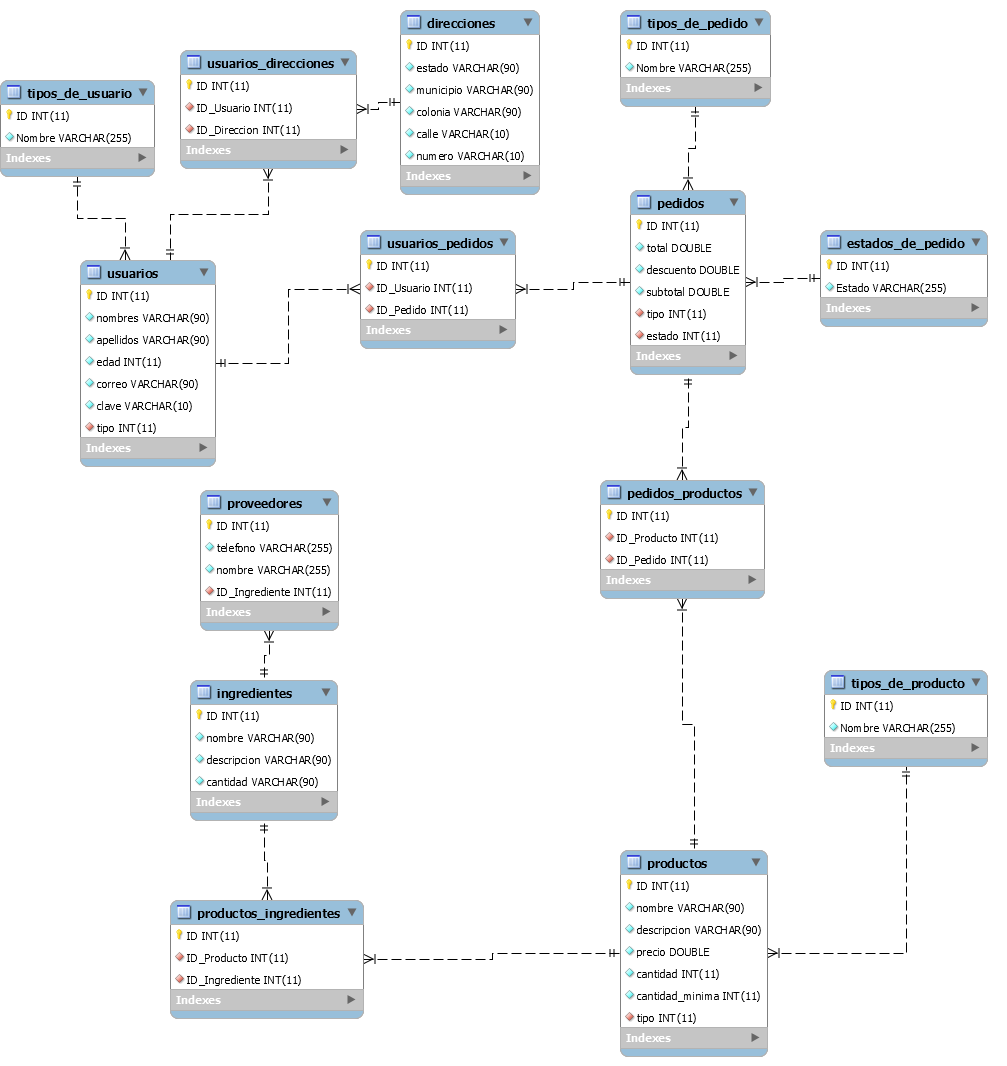 direcciones
ID INT(11)
estado VARCHAR(90)
municipio VARCHAR(90)
colonia VARCHAR(90)
calle VARCHAR(10)
numero VARCHAR(10)
Indexes
tipos_de_pedido
ID INT(11)
Nombre VARCHAR(255)
Indexes
usuarios_direcciones
ID INT(11)
ID_Usuario INT(11)
ID_Direccion INT(11)
Indexes
tipos_de_usuario
ID INT(11)
Nombre VARCHAR(255)
Indexes
pedidos
ID INT(11)
total DOUBLE
descuento DOUBLE
subtotal DOUBLE
tipo INT(11)
estado INT(11)
Indexes
usuarios_pedidos
ID INT(11)
ID_Usuario INT(11)
ID_Pedido INT(11)
Indexes
estados_de_pedido
ID INT(11)
Estado VARCHAR(255)
Indexes
usuarios
ID INT(11)
nombres VARCHAR(90)
apellidos VARCHAR(90)
edad INT(11)
correo VARCHAR(90)
clave VARCHAR(10)
tipo INT(11)
Indexes
pedidos_productos
ID INT(11)
ID_Producto INT(11)
ID_Pedido INT(11)
Indexes
proveedores
ID INT(11)
telefono VARCHAR(255)
nombre VARCHAR(255)
ID_Ingrediente INT(11)
Indexes
tipos_de_producto
ID INT(11)
Nombre VARCHAR(255)
Indexes
ingredientes
ID INT(11)
nombre VARCHAR(90)
descripcion VARCHAR(90)
cantidad VARCHAR(90)
Indexes
productos
ID INT(11)
nombre VARCHAR(90)
descripcion VARCHAR(90)
precio DOUBLE
cantidad INT(11)
cantidad_minima INT(11)
tipo INT(11)
Indexes
productos_ingredientes
ID INT(11)
ID_Producto INT(11)
ID_Ingrediente INT(11)
Indexes